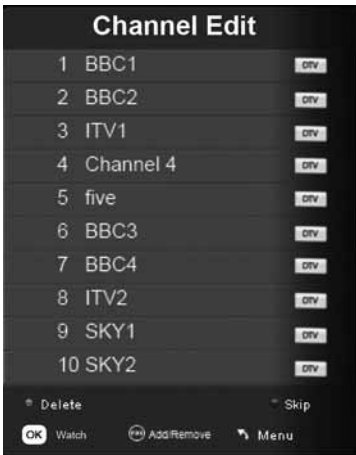 Channel Edit
1 BBC1 DTV
2 BBC2 DTV
3 ITV1 DTV
4 Channel 4 DTV
5 five DTV
6 BBC3 DTV
7 BBC4 DTV
8 ITV2 DTV
9 SKY1 DTV
10 SKY2 DTV
Delete Skip
OK Watch Add/Remove Menu